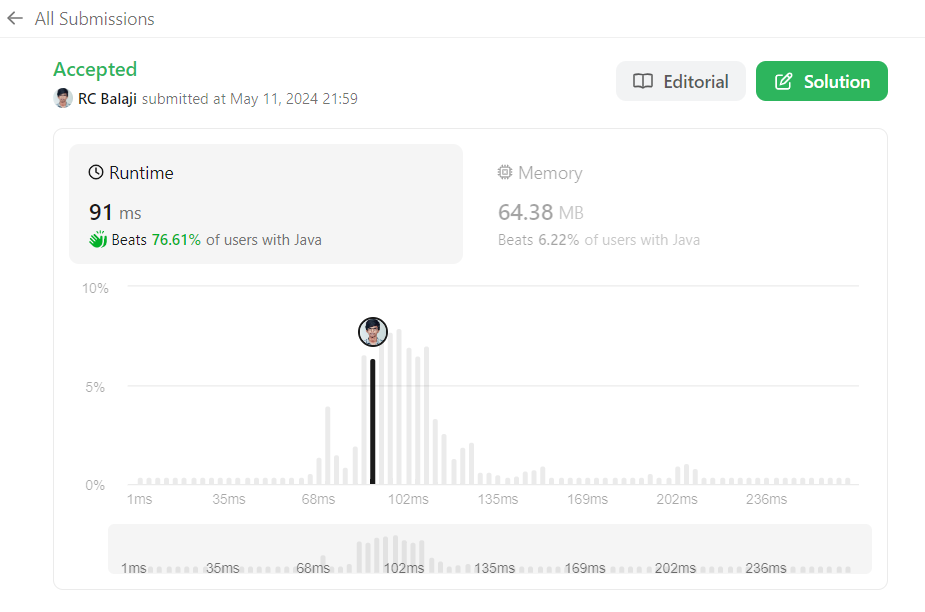 All Submissions
Accepted
RC Balaji submitted at May 11, 2024 21:59
Editorial
Solution
Runtime
91 ms
Beats 76.61% of users with Java
Memory
64.38 MB
Beats 6.22% of users with Java
10%
5%
0%
1ms 35ms 68ms 102ms 135ms 169ms 202ms 236ms
1ms 35ms 68ms 102ms 135ms 169ms 202ms 236ms